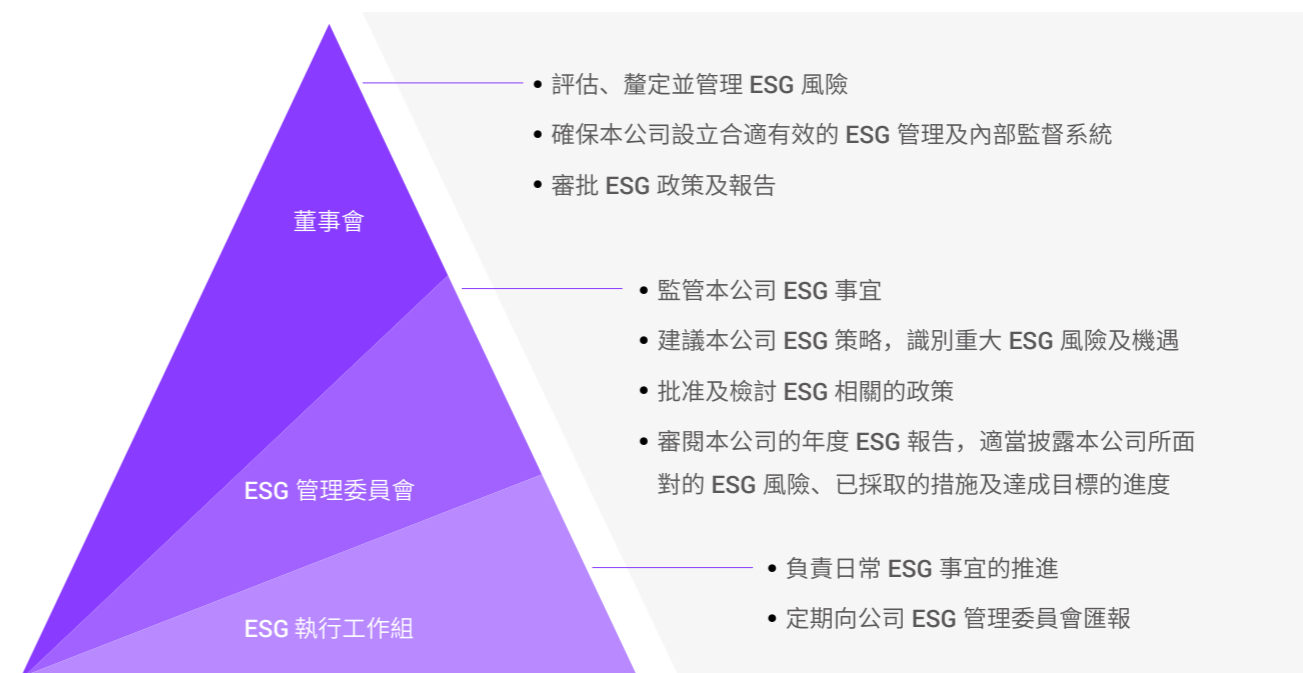 董事會
• 評估、釐定並管理 ESG 風險
• 確保本公司設立合適有效的 ESG 管理及內部監督系統
• 審批 ESG 政策及報告
ESG 管理委員會
• 監管本公司 ESG 事宜
• 建議本公司 ESG 策略，識別重大 ESG 風險及機遇
• 批准及檢討 ESG 相關的政策
• 審閱本公司的年度 ESG 報告，適當披露本公司所面
對的 ESG 風險、已採取的措施及達成目標的進度
ESG 執行工作組
• 負責日常 ESG 事宜的推進
• 定期向公司 ESG 管理委員會匯報